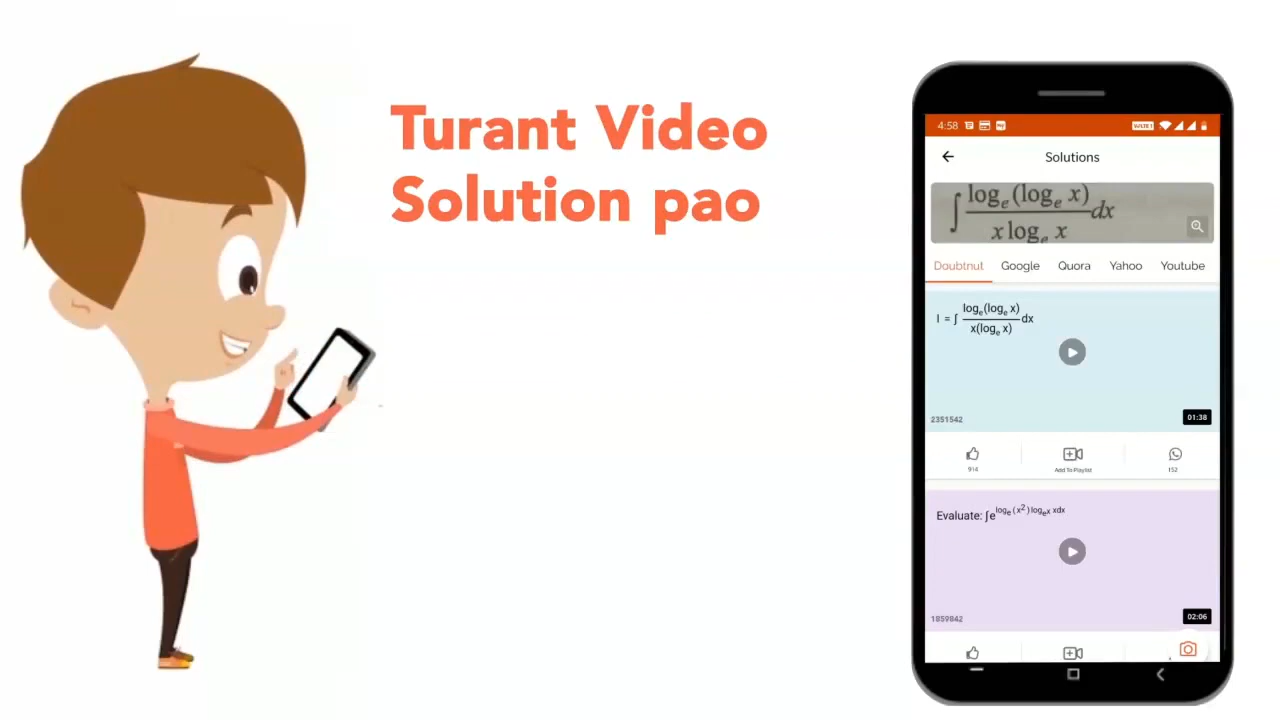 Turant Video
Solution pao
4:58
Solutions
∫ logₑ(logₑ x) / x logₑ x dx
Doubtnut Google Quora Yahoo Youtube
I = ∫ logₑ(logₑ x) / x(logₑ x) dx
2351542
01:38
914
Add To Playlist
152
Evaluate: ∫e^logₑ(x²)logₑx xdx
1859842
02:06